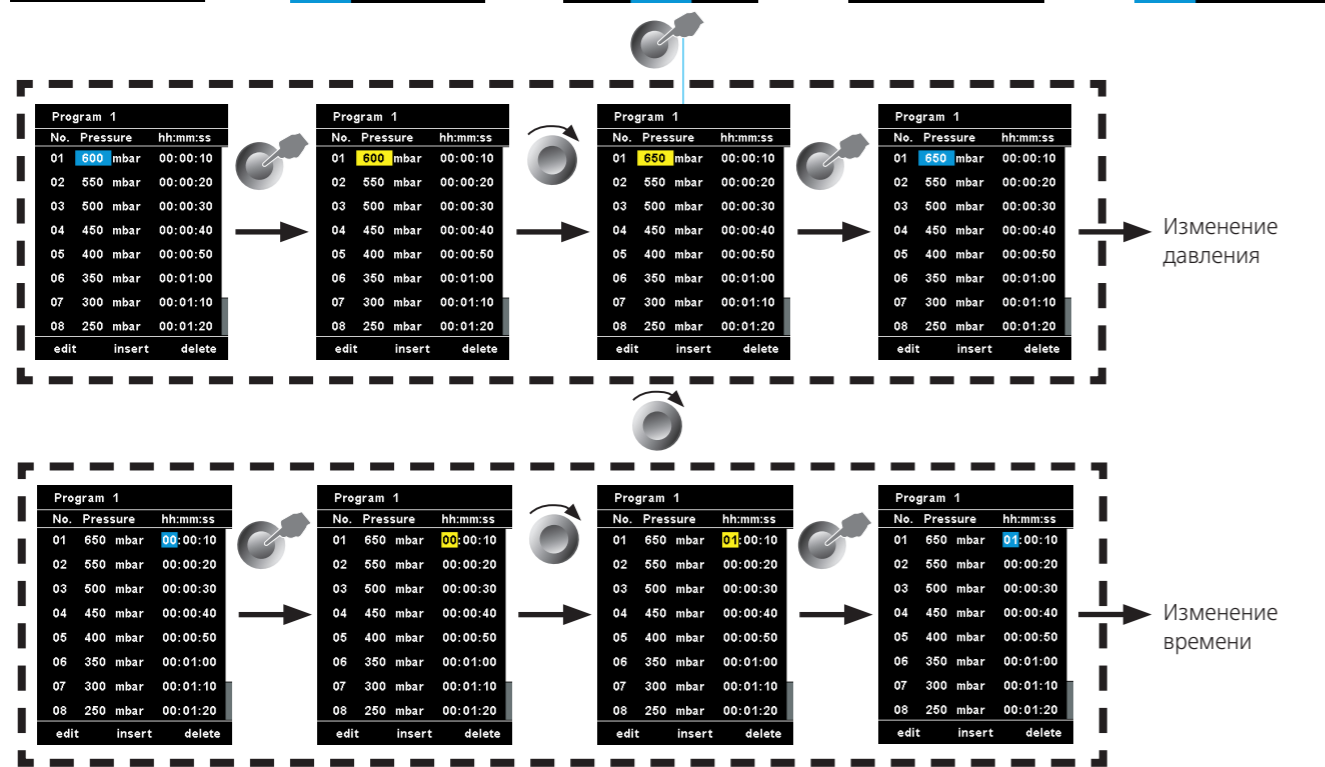 Program 1
No. Pressure hh:mm:ss
01 600 mbar 00:00:10
02 550 mbar 00:00:20
03 500 mbar 00:00:30
04 450 mbar 00:00:40
05 400 mbar 00:00:50
06 350 mbar 00:01:00
07 300 mbar 00:01:10
08 250 mbar 00:01:20
edit insert delete
Program 1
No. Pressure hh:mm:ss
01 600 mbar 00:00:10
02 550 mbar 00:00:20
03 500 mbar 00:00:30
04 450 mbar 00:00:40
05 400 mbar 00:00:50
06 350 mbar 00:01:00
07 300 mbar 00:01:10
08 250 mbar 00:01:20
edit insert delete
Program 1
No. Pressure hh:mm:ss
01 650 mbar 00:00:10
02 550 mbar 00:00:20
03 500 mbar 00:00:30
04 450 mbar 00:00:40
05 400 mbar 00:00:50
06 350 mbar 00:01:00
07 300 mbar 00:01:10
08 250 mbar 00:01:20
edit insert delete
Program 1
No. Pressure hh:mm:ss
01 650 mbar 00:00:10
02 550 mbar 00:00:20
03 500 mbar 00:00:30
04 450 mbar 00:00:40
05 400 mbar 00:00:50
06 350 mbar 00:01:00
07 300 mbar 00:01:10
08 250 mbar 00:01:20
edit insert delete
Изменение
давления
Program 1
No. Pressure hh:mm:ss
01 650 mbar 00:00:10
02 550 mbar 00:00:20
03 500 mbar 00:00:30
04 450 mbar 00:00:40
05 400 mbar 00:00:50
06 350 mbar 00:01:00
07 300 mbar 00:01:10
08 250 mbar 00:01:20
edit insert delete
Program 1
No. Pressure hh:mm:ss
01 650 mbar 00:00:10
02 550 mbar 00:00:20
03 500 mbar 00:00:30
04 450 mbar 00:00:40
05 400 mbar 00:00:50
06 350 mbar 00:01:00
07 300 mbar 00:01:10
08 250 mbar 00:01:20
edit insert delete
Program 1
No. Pressure hh:mm:ss
01 650 mbar 01:00:10
02 550 mbar 00:00:20
03 500 mbar 00:00:30
04 450 mbar 00:00:40
05 400 mbar 00:00:50
06 350 mbar 00:01:00
07 300 mbar 00:01:10
08 250 mbar 00:01:20
edit insert delete
Program 1
No. Pressure hh:mm:ss
01 650 mbar 01:00:10
02 550 mbar 00:00:20
03 500 mbar 00:00:30
04 450 mbar 00:00:40
05 400 mbar 00:00:50
06 350 mbar 00:01:00
07 300 mbar 00:01:10
08 250 mbar 00:01:20
edit insert delete
Изменение
времени